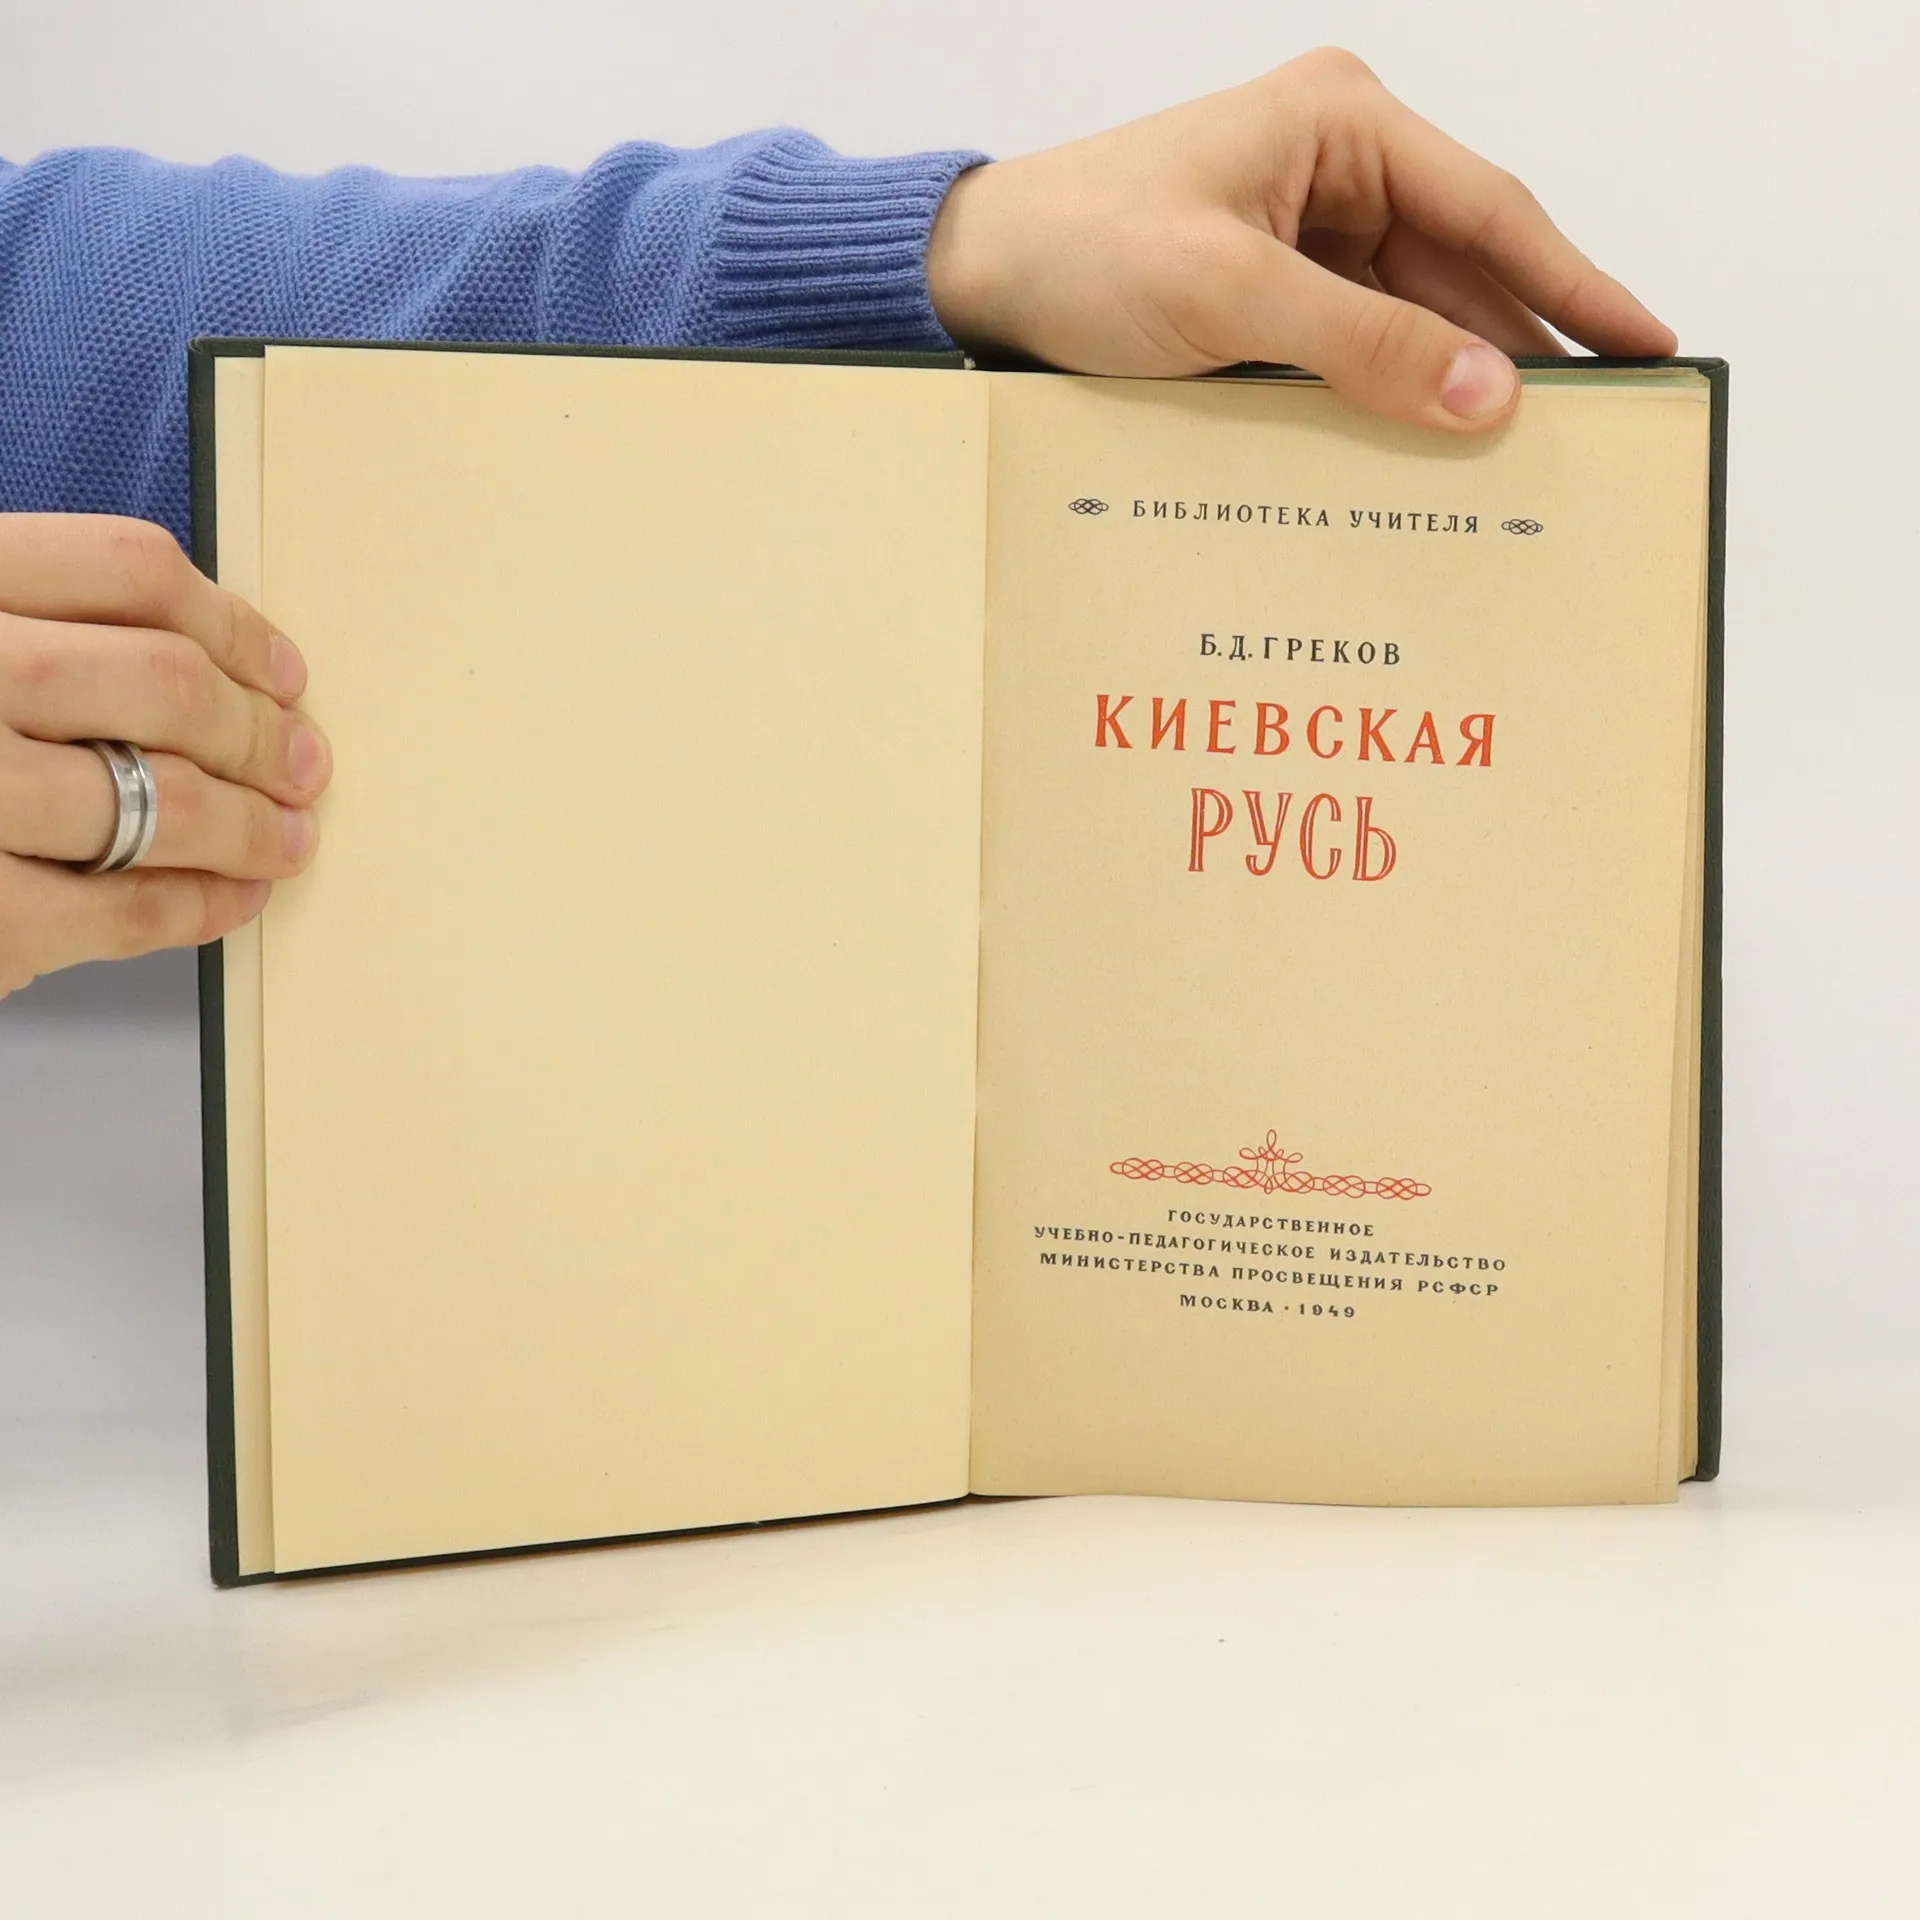 БИБЛИОТЕКА УЧИТЕЛЯ
Б. Д. ГРЕКОВ
КИЕВСКАЯ
РУСЬ
ГОСУДАРСТВЕННОЕ
УЧЕБНО-ПЕДАГОГИЧЕСКОЕ ИЗДАТЕЛЬСТВО
МИНИСТЕРСТВА ПРОСВЕЩЕНИЯ РСФСР
МОСКВА · 1949